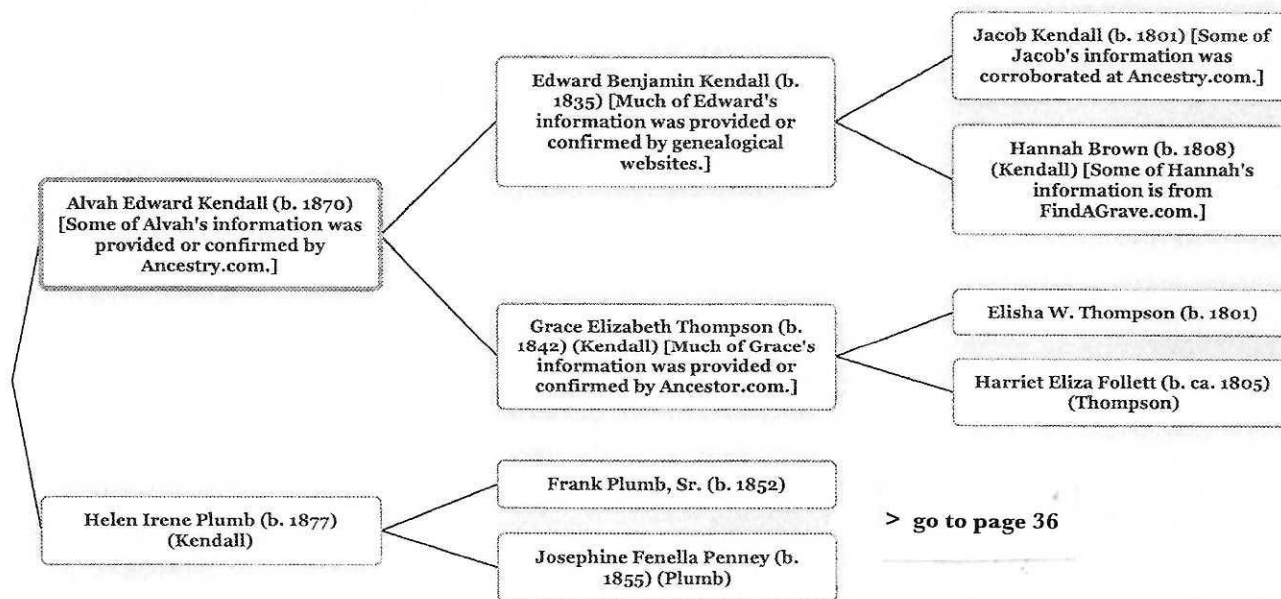 Jacob Kendall (b. 1801) [Some of
Jacob's information was
corroborated at Ancestry.com.]
Edward Benjamin Kendall (b.
1835) [Much of Edward's
information was provided or
confirmed by genealogical
websites.]
Hannah Brown (b. 1808)
(Kendall) [Some of Hannah's
information is from
FindAGrave.com.]
Alvah Edward Kendall (b. 1870)
[Some of Alvah's information was
provided or confirmed by
Ancestry.com.]
Grace Elizabeth Thompson (b.
1842) (Kendall) [Much of Grace's
information was provided or
confirmed by Ancestor.com.]
Elisha W. Thompson (b. 1801)
Harriet Eliza Follett (b. ca. 1805)
(Thompson)
Helen Irene Plumb (b. 1877)
(Kendall)
Frank Plumb, Sr. (b. 1852)
Josephine Fenella Penney (b.
1855) (Plumb)
> go to page 36